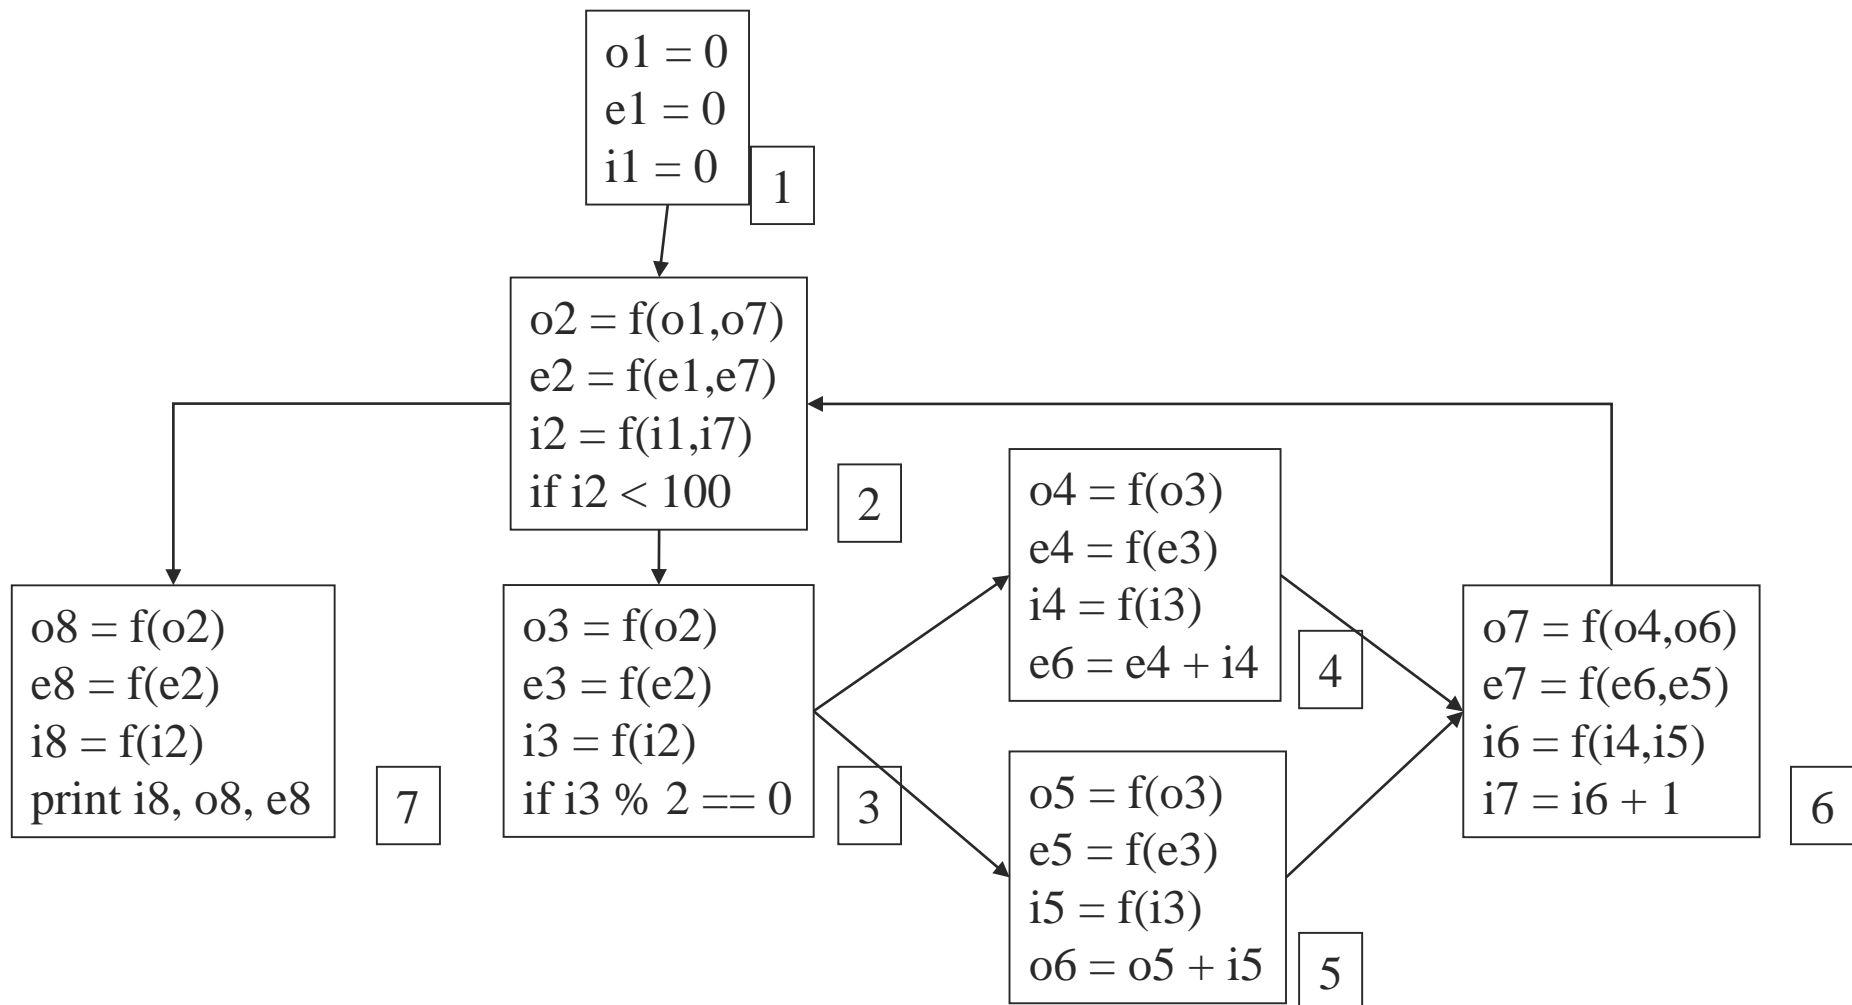 o1 = 0
e1 = 0
i1 = 0
1
o2 = f(o1,o7)
e2 = f(e1,e7)
i2 = f(i1,i7)
if i2 < 100
2
o8 = f(o2)
e8 = f(e2)
i8 = f(i2)
print i8, o8, e8
7
o3 = f(o2)
e3 = f(e2)
i3 = f(i2)
if i3 % 2 == 0
3
o4 = f(o3)
e4 = f(e3)
i4 = f(i3)
e6 = e4 + i4
4
o5 = f(o3)
e5 = f(e3)
i5 = f(i3)
o6 = o5 + i5
5
o7 = f(o4,o6)
e7 = f(e6,e5)
i6 = f(i4,i5)
i7 = i6 + 1
6